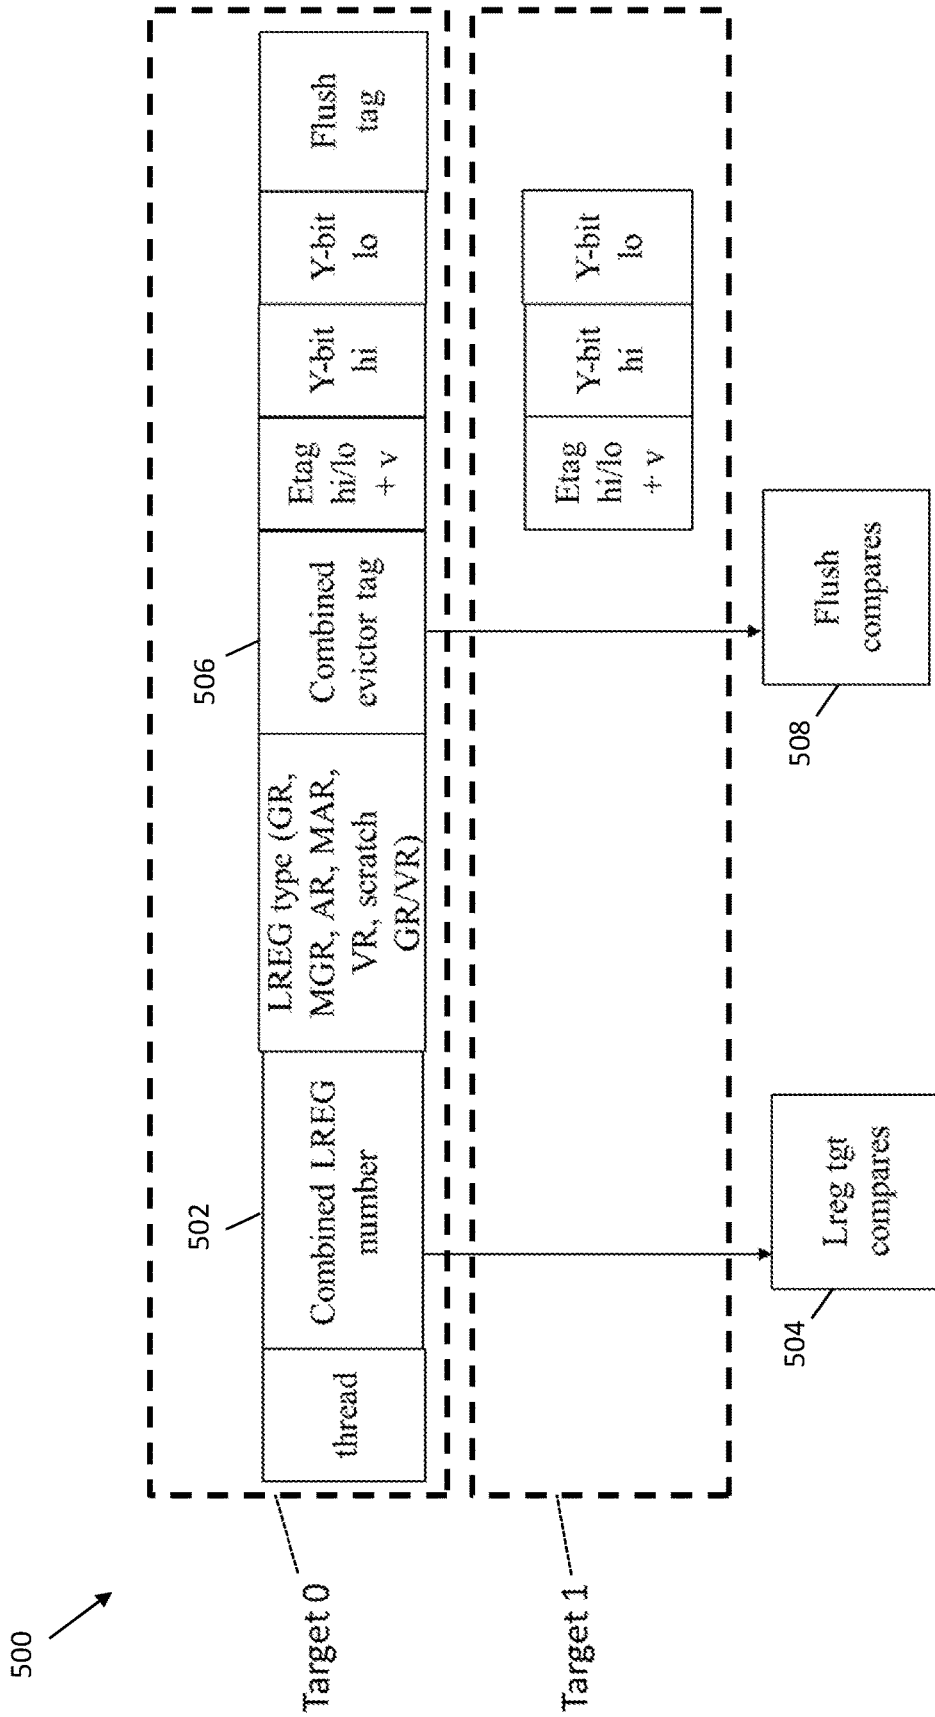 500
Target 0
thread
502
Combined LREG
number
LREG type (GR,
MGR, AR, MAR,
VR, scratch
GR/VR)
506
Combined
evictor tag
Etag
hi/lo
+ v
Y-bit
hi
Y-bit
lo
Flush
tag
Target 1
Etag
hi/lo
+ v
Y-bit
hi
Y-bit
lo
504
Lreg tgt
compares
508
Flush
compares